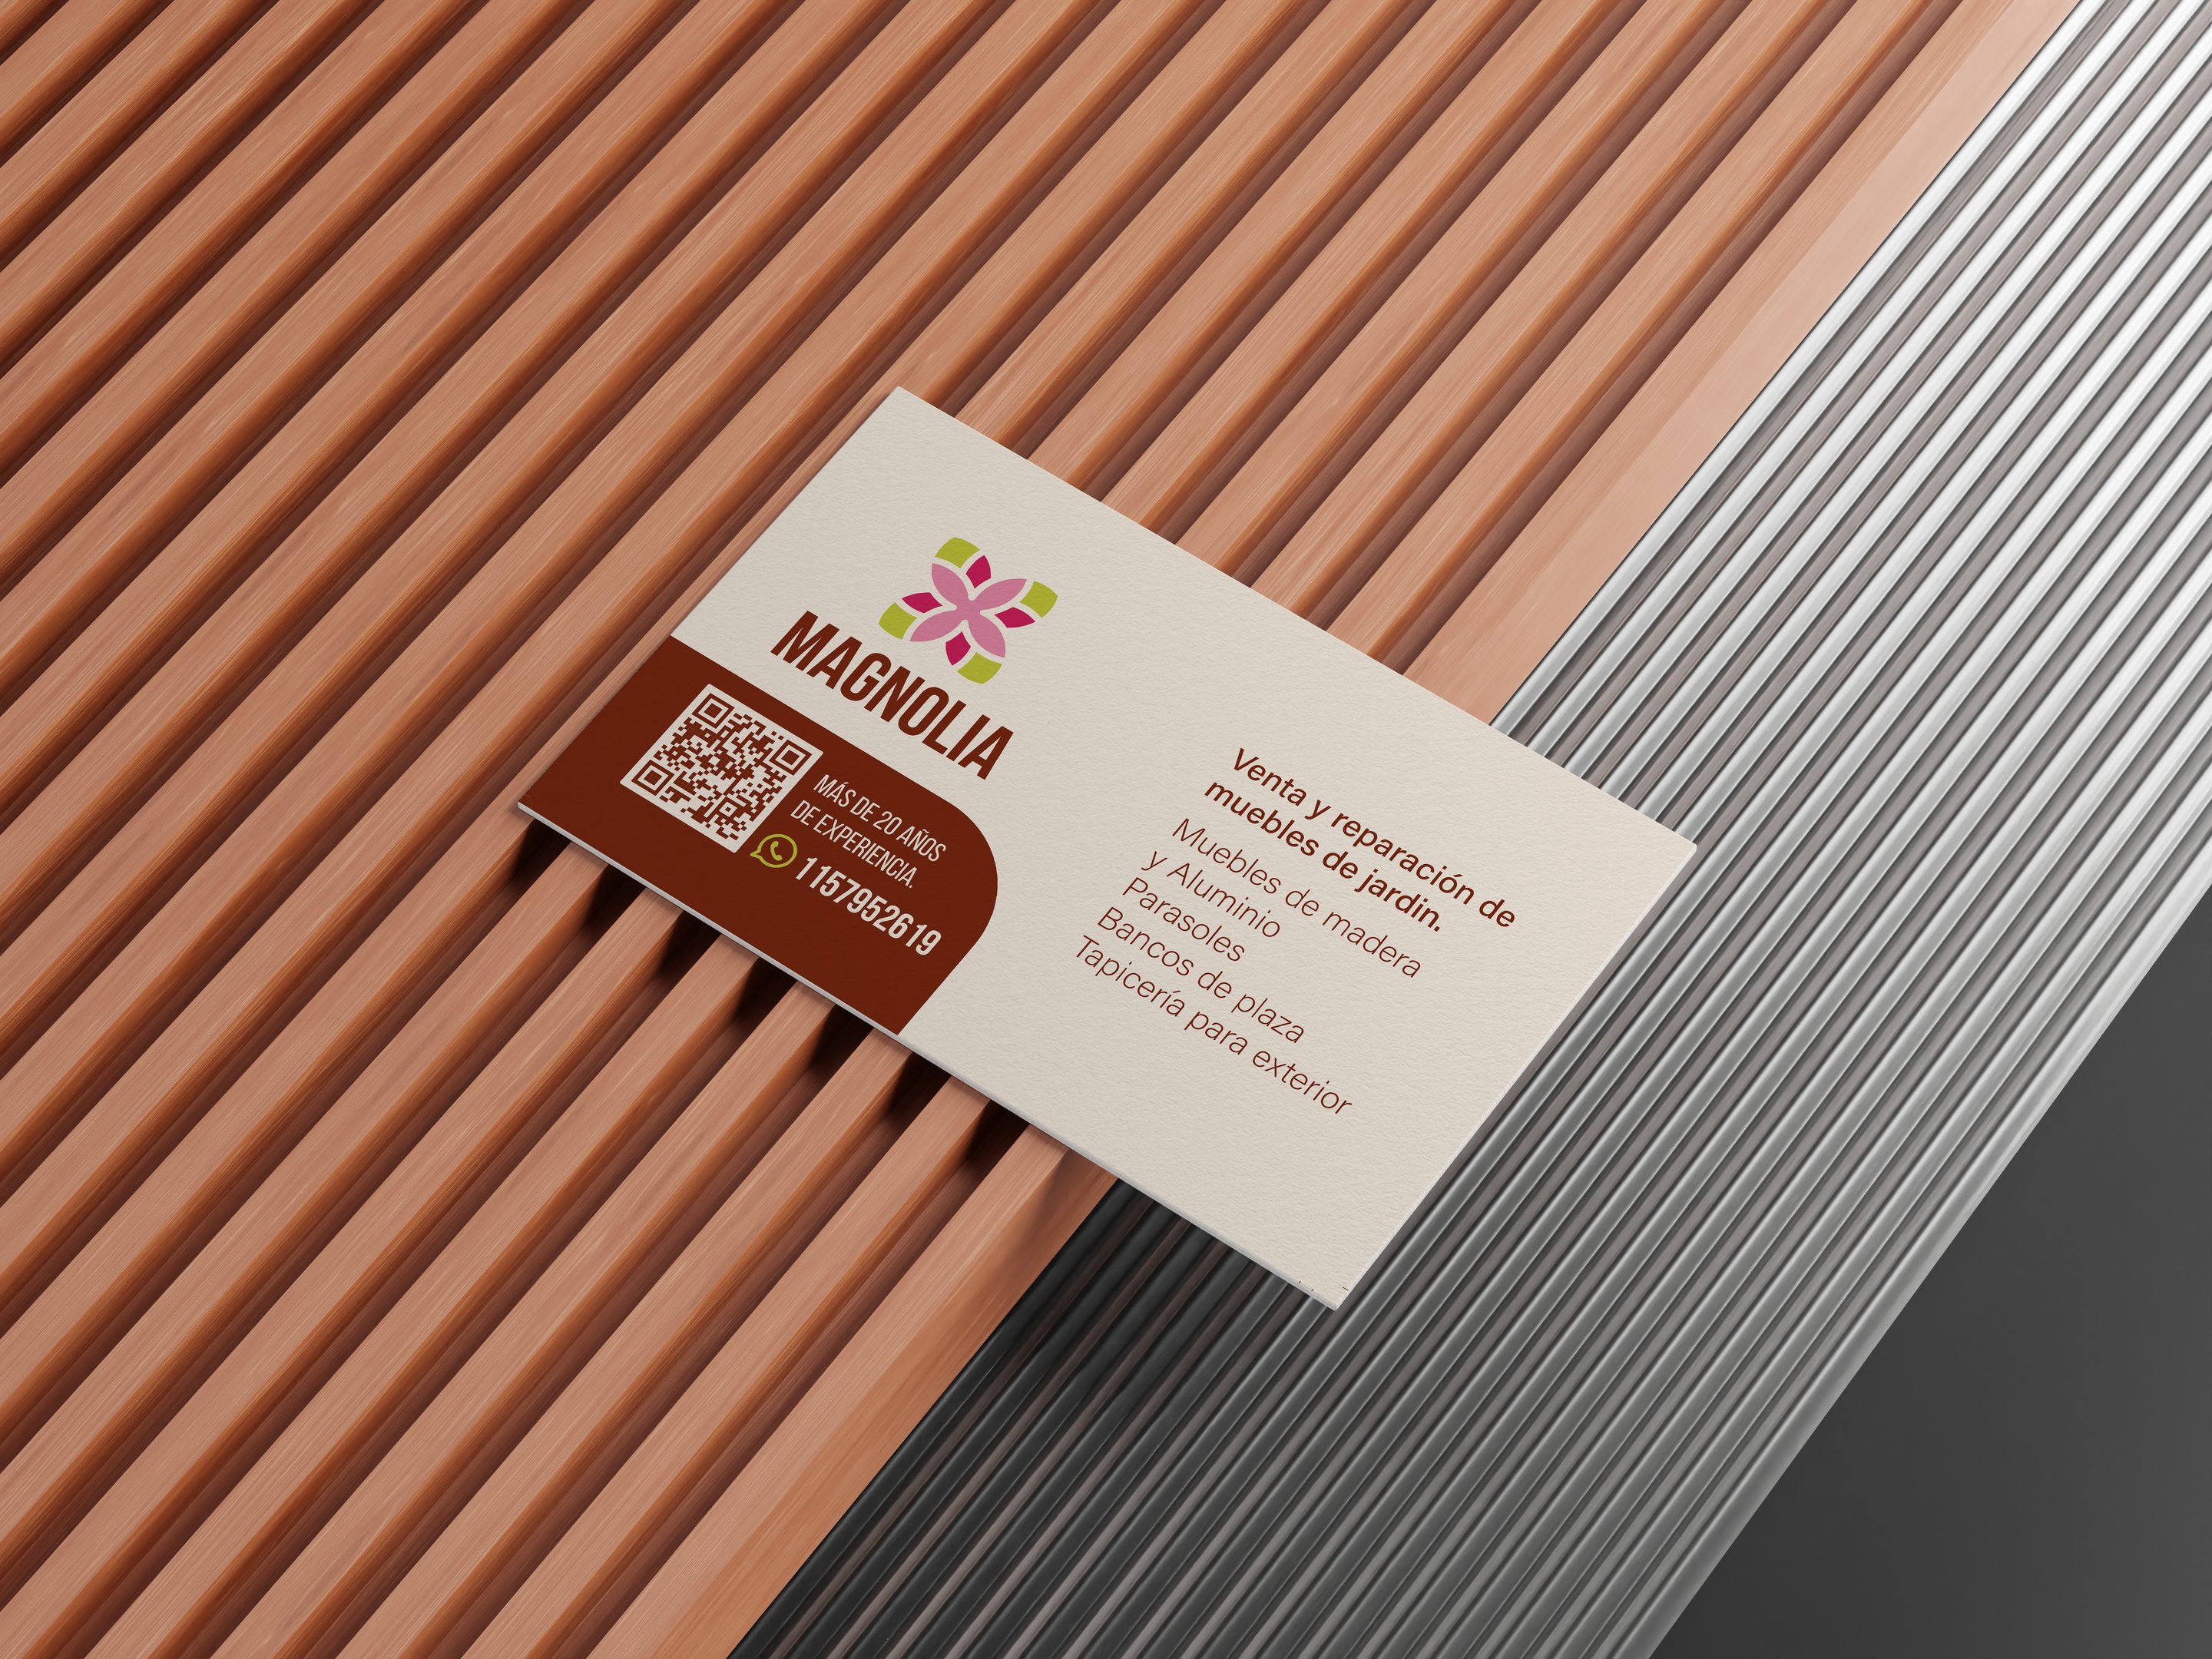 MAGNOLIA
MÁS DE 20 AÑOS
DE EXPERIENCIA.
1157952619
Venta y reparación de
muebles de jardin.
Muebles de madera
y Aluminio
Parasoles
Bancos de plaza
Tapicería para exterior